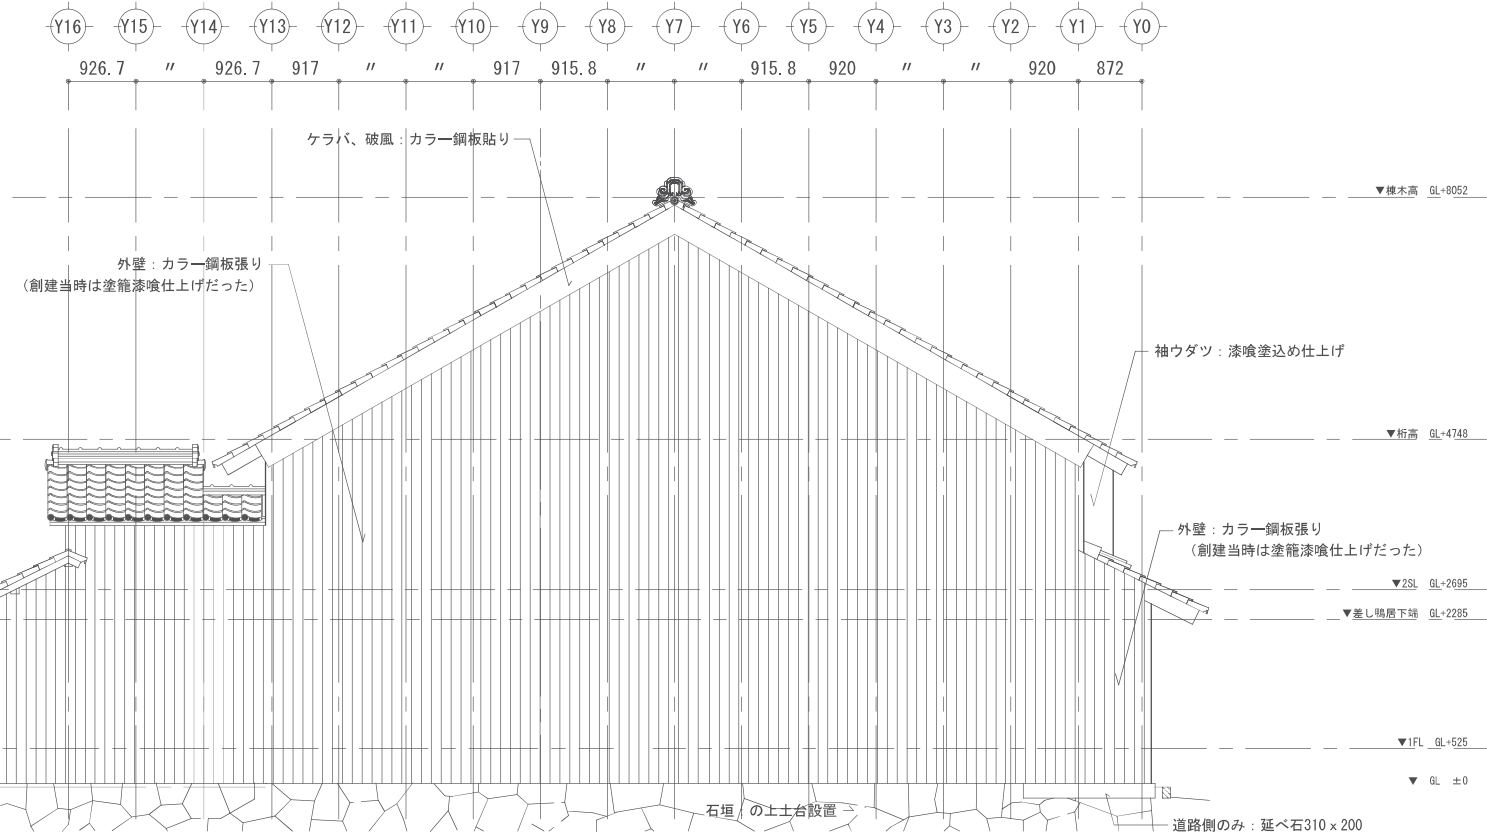 Y16 Y15 Y14 Y13 Y12 Y11 Y10 Y9 Y8 Y7 Y6 Y5 Y4 Y3 Y2 Y1 Y0
926.7 〃 926.7 917 〃 〃 917 915.8 〃 〃 915.8 920 〃 〃 920 872
ケラバ、破風：カラー鋼板貼り
▼棟木高 GL+8052
外壁：カラー鋼板張り
（創建当時は塗籠漆喰仕上げだった）
袖ウダツ：漆喰塗込め仕上げ
▼桁高 GL+4748
外壁：カラー鋼板張り
（創建当時は塗籠漆喰仕上げだった）
▼2SL GL+2695
▼差し鴨居下端 GL+2285
▼1FL GL+525
▼ GL ±0
石垣 の上土台設置
道路側のみ：延べ石310 x 200